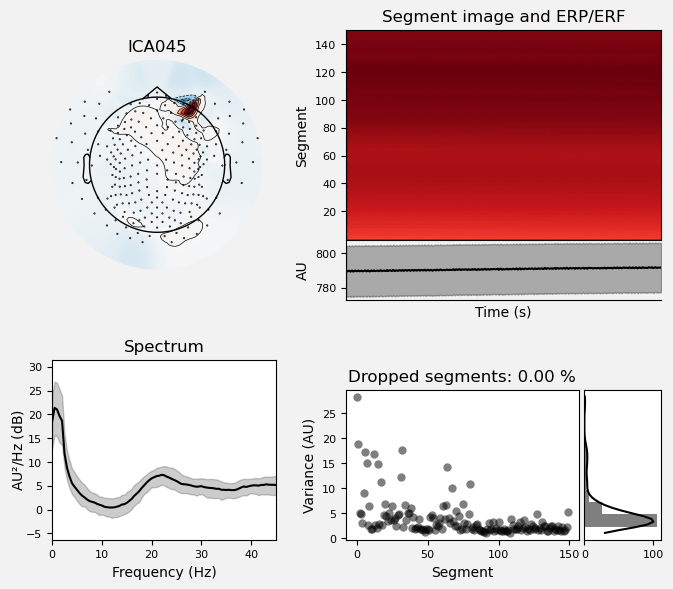 ICA045
Segment image and ERP/ERF
Segment
140
120
100
80
60
40
20
AU
800
780
Time (s)
Spectrum
AU²/Hz (dB)
30
25
20
15
10
5
0
−5
0 10 20 30 40
Frequency (Hz)
Dropped segments: 0.00 %
Variance (AU)
25
20
15
10
5
0
0 50 100 150
Segment
0 100